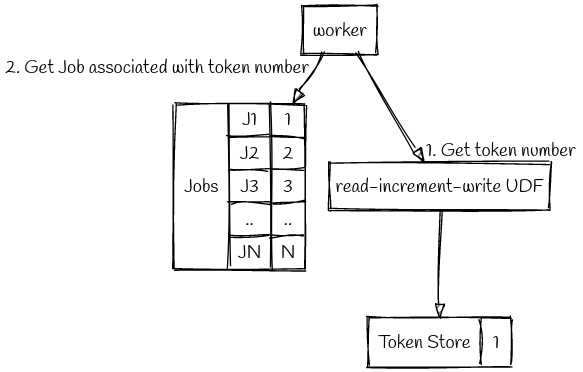 worker
2. Get Job associated with token number
Jobs
J1 1
J2 2
J3 3
.. ..
JN N
1. Get token number
read-increment-write UDF
Token Store 1